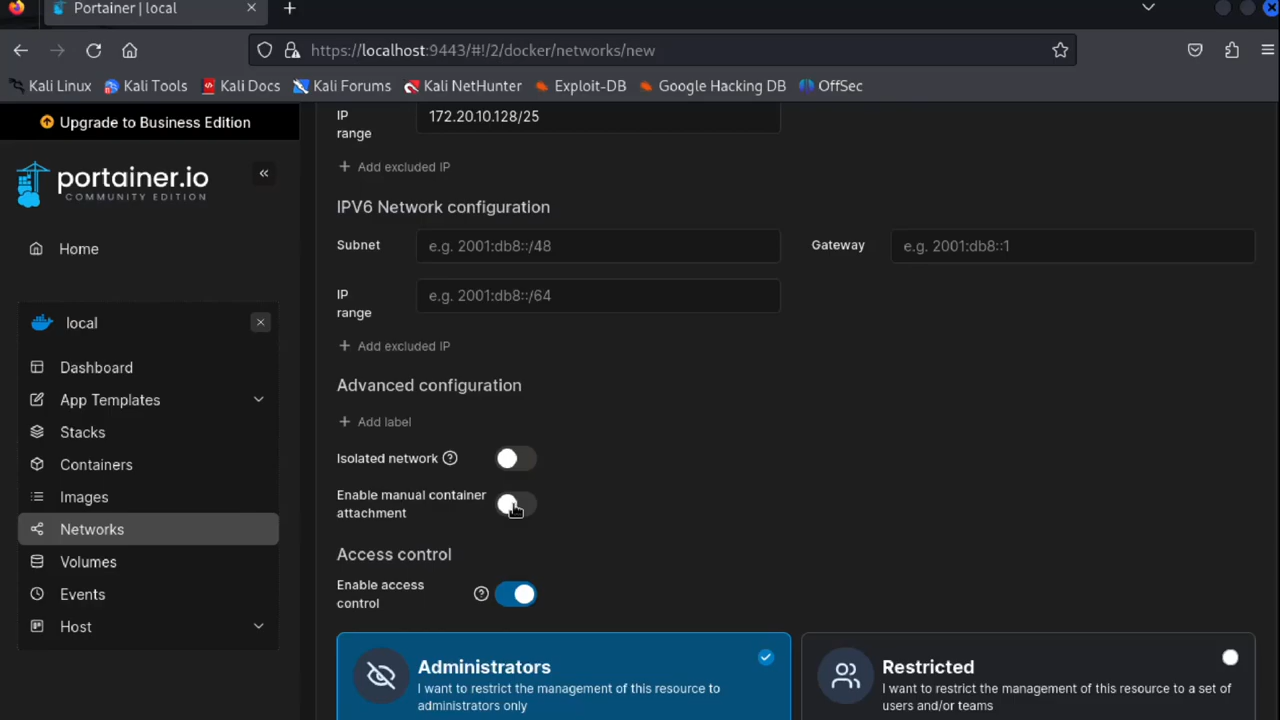 Portainer | local
https://localhost:9443/#!/2/docker/networks/new
Kali Linux Kali Tools Kali Docs Kali Forums Kali NetHunter Exploit-DB Google Hacking DB OffSec
Upgrade to Business Edition
portainer.io
COMMUNITY EDITION
Home
local
Dashboard
App Templates
Stacks
Containers
Images
Networks
Volumes
Events
Host
IP
range
172.20.10.128/25
Add excluded IP
IPV6 Network configuration
Subnet e.g. 2001:db8::/48 Gateway e.g. 2001:db8::1
IP
range
e.g. 2001:db8::/64
Add excluded IP
Advanced configuration
Add label
Isolated network
Enable manual container
attachment
Access control
Enable access
control
Administrators
I want to restrict the management of this resource to
administrators only
Restricted
I want to restrict the management of this resource to a set of
users and/or teams